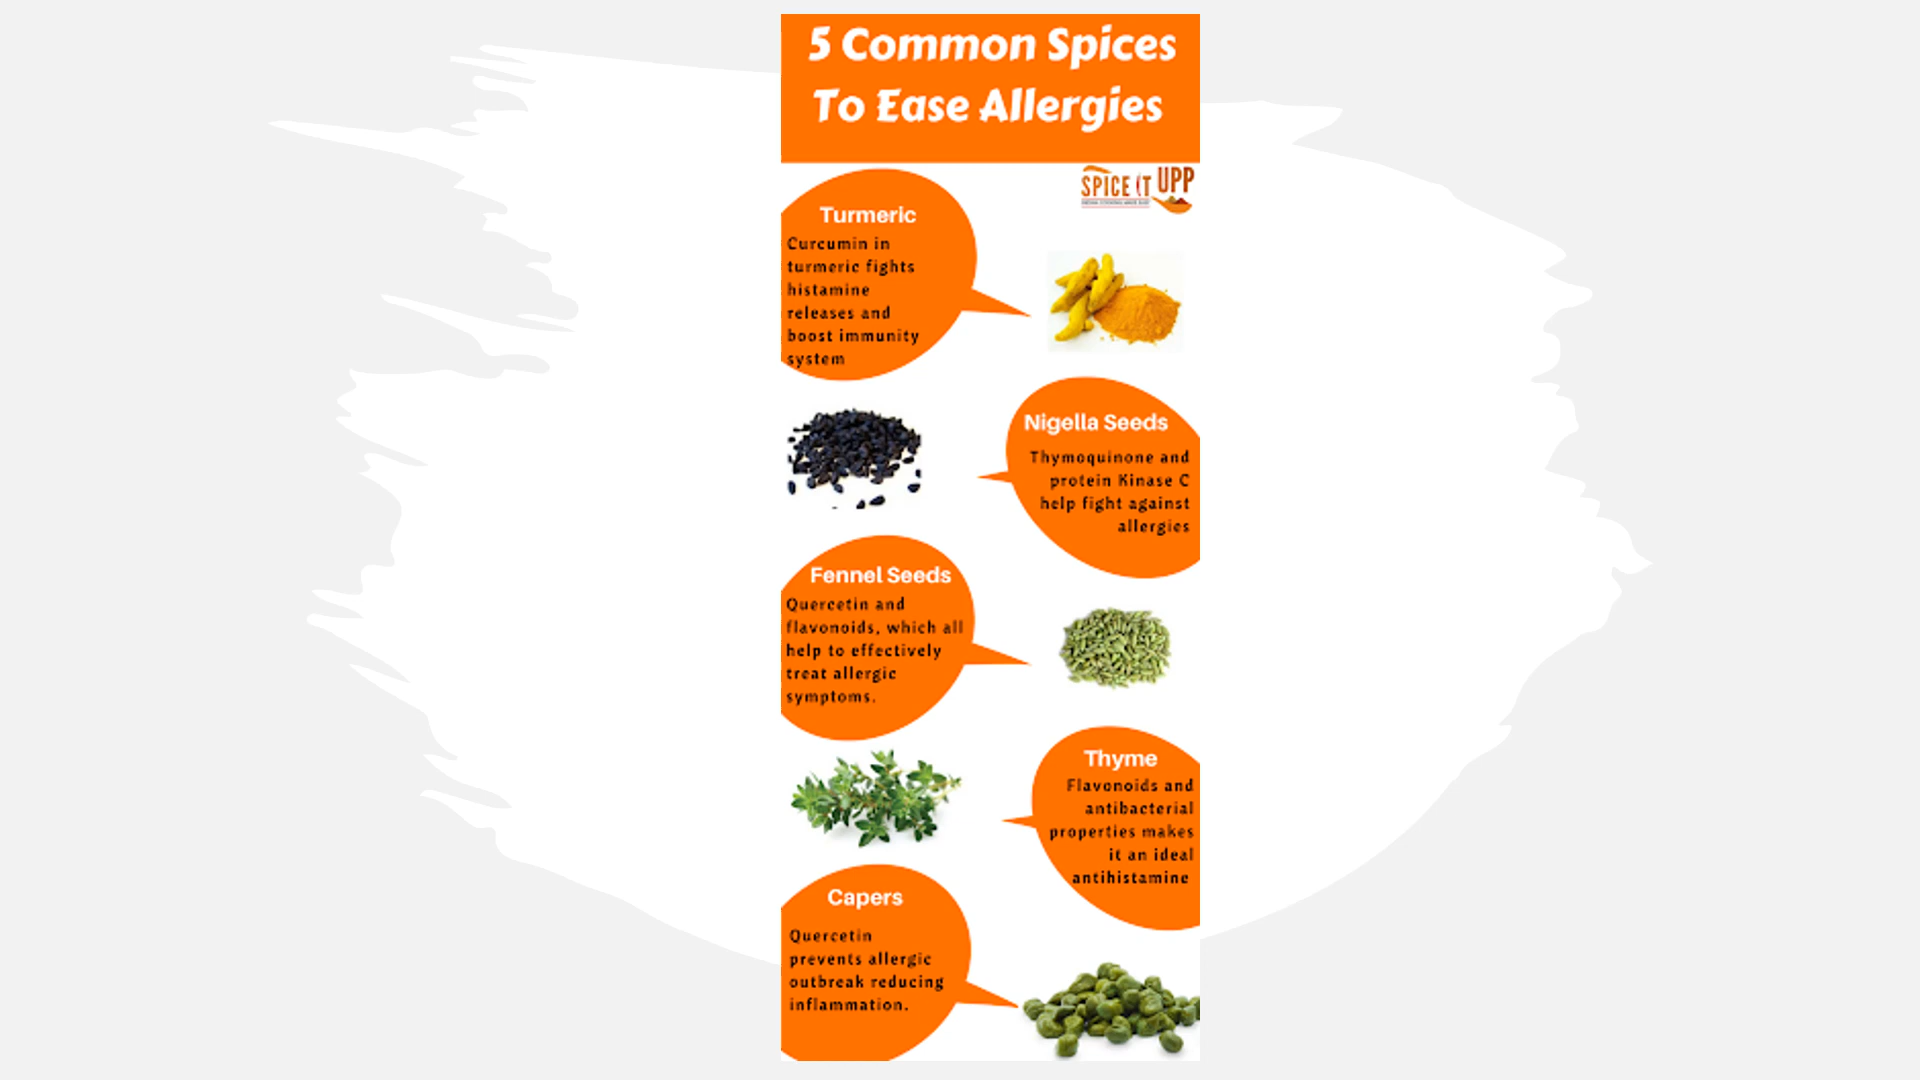 5 Common Spices
To Ease Allergies
SPICE IT UPP
Turmeric
Curcumin in
turmeric fights
histamine
releases and
boost immunity
system
Nigella Seeds
Thymoquinone and
protein Kinase C
help fight against
allergies
Fennel Seeds
Quercetin and
flavonoids, which all
help to effectively
treat allergic
symptoms.
Thyme
Flavonoids and
antibacterial
properties makes
it an ideal
antihistamine
Capers
Quercetin
prevents allergic
outbreak reducing
inflammation.